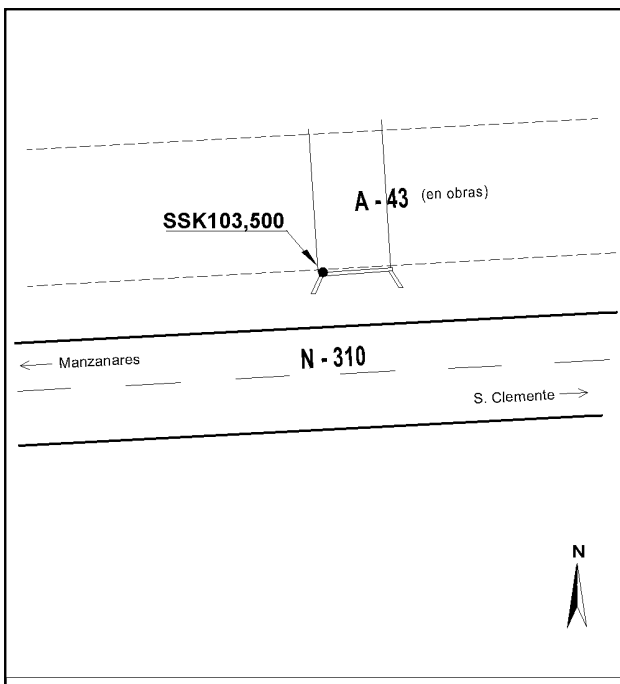 A - 43 (en obras)
SSK103,500
Manzanares
N - 310
S. Clemente
N